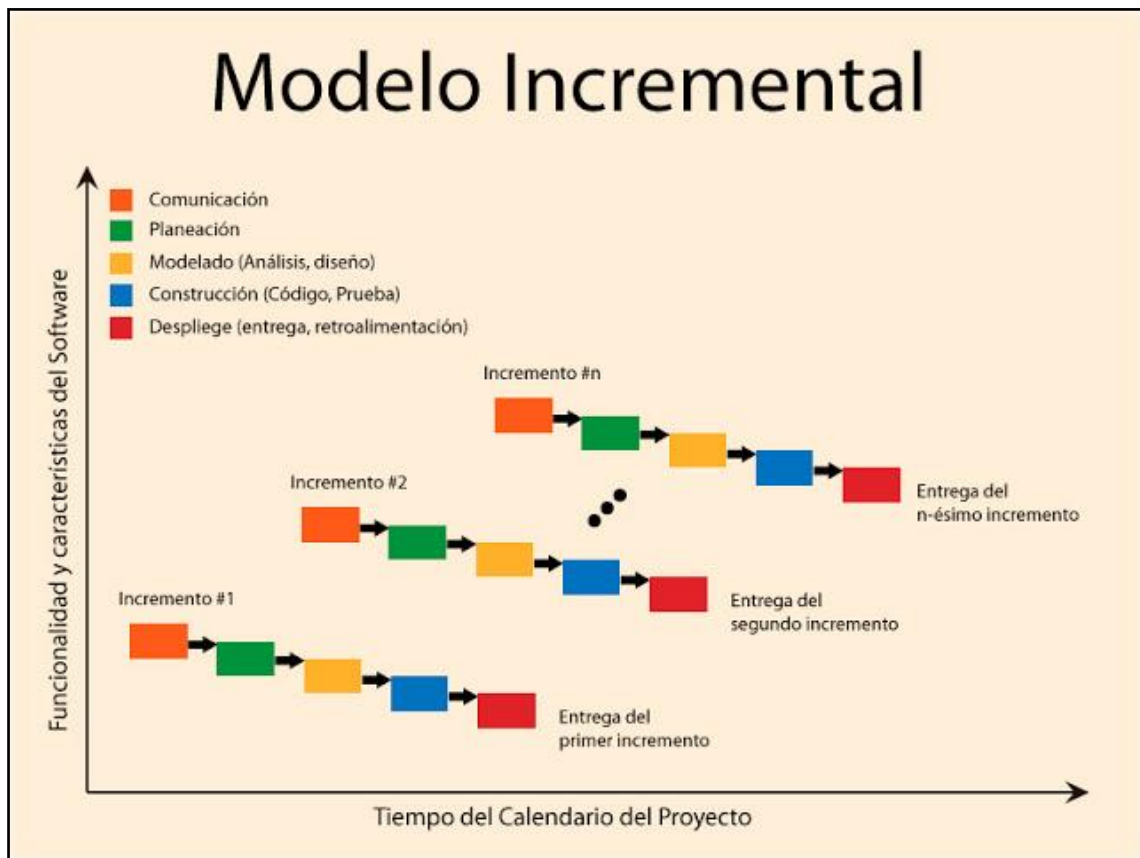 Modelo Incremental
Comunicación
Planeación
Modelado (Análisis, diseño)
Construcción (Código, Prueba)
Despliege (entrega, retroalimentación)
Funcionalidad y características del Software
Incremento #n
Entrega del
n-ésimo incremento
Incremento #2
Entrega del
segundo incremento
Incremento #1
Entrega del
primer incremento
Tiempo del Calendario del Proyecto